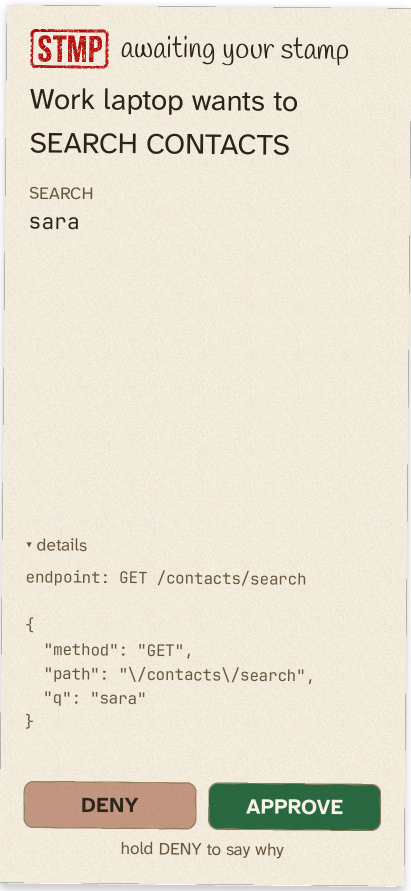 STMP awaiting your stamp
Work laptop wants to
SEARCH CONTACTS
SEARCH
sara
▾ details
endpoint: GET /contacts/search
{
  "method": "GET",
  "path": "\/contacts\/search",
  "q": "sara"
}
DENY APPROVE
hold DENY to say why